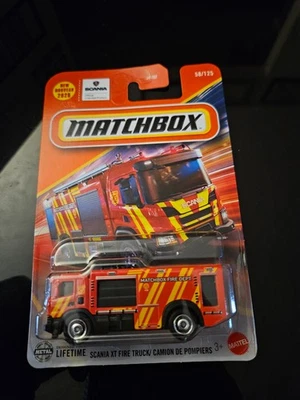 NEW
NOUVEAU
2025
SCANIA
58/125
MATCHBOX
MATCHBOX FIRE DEPT.
METAL
LIFETIME
SCANIA XT FIRE TRUCK/ CAMION DE POMPIERS
3+
MATTEL